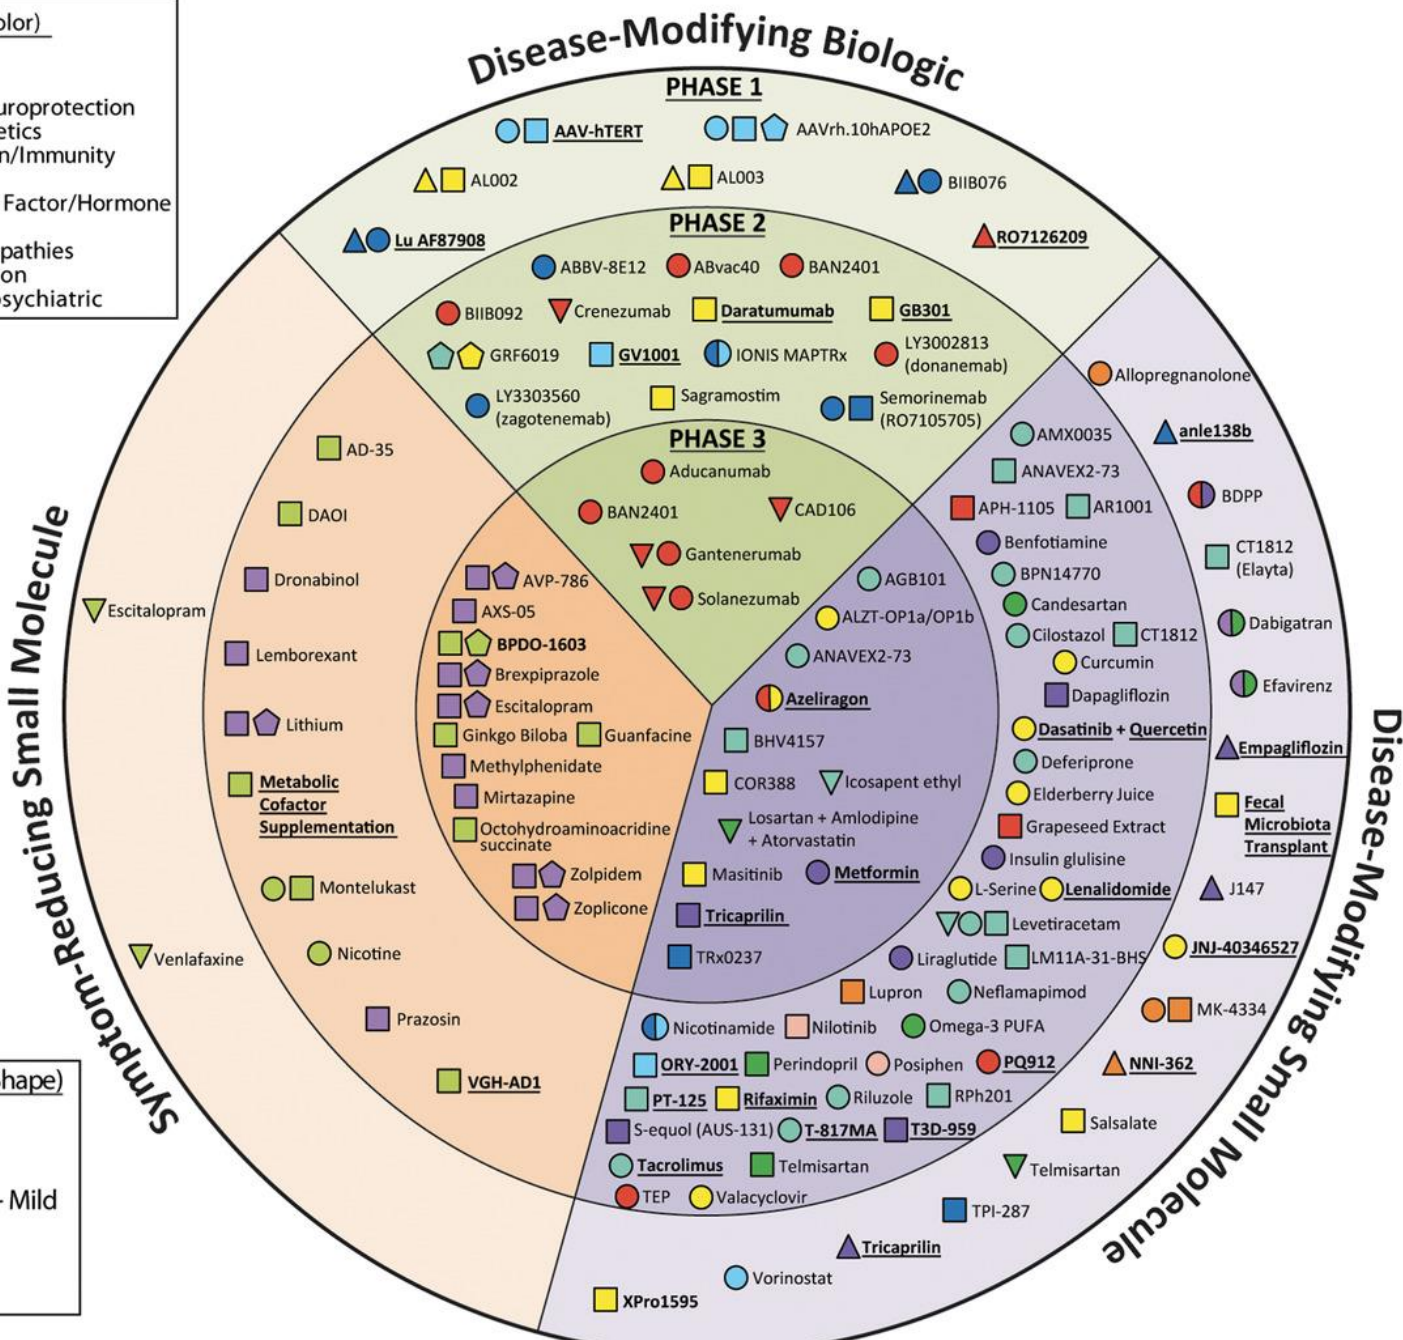 olor)
uroprotection
etics
n/Immunity
Factor/Hormone
pathies
on
psychiatric
Disease-Modifying Biologic
PHASE 1
AAV-hTERT
AAVrh.10hAPOE2
AL002
AL003
BIIB076
Lu AF87908
RO7126209
PHASE 2
ABBV-8E12
ABvac40
BAN2401
BIIB092
Crenezumab
Daratumumab
GB301
GRF6019
GV1001
IONIS MAPTRx
LY3002813
(donanemab)
LY3303560
(zagotenemab)
Sagramostim
Semorinemab
(RO7105705)
PHASE 3
Aducanumab
BAN2401
CAD106
Gantenerumab
Solanezumab
Disease-Modifying Small Molecule
AGB101
ALZT-OP1a/OP1b
ANAVEX2-73
Azeliragon
BHV4157
COR388
Icosapent ethyl
Losartan + Amlodipine
+ Atorvastatin
Masitinib
Metformin
Tricaprilin
TRx0237
AMX0035
ANAVEX2-73
APH-1105
AR1001
Benfotiamine
BPN14770
Candesartan
Cilostazol
CT1812
Curcumin
Dapagliflozin
Dasatinib + Quercetin
Deferiprone
Elderberry Juice
Grapeseed Extract
Insulin glulisine
L-Serine
Lenalidomide
Levetiracetam
Liraglutide
LM11A-31-BHS
Lupron
Neflamapimod
Nicotinamide
Nilotinib
Omega-3 PUFA
ORY-2001
Perindopril
Posiphen
PQ912
PT-125
Rifaximin
Riluzole
RPh201
S-equol (AUS-131)
T-817MA
T3D-959
Tacrolimus
Telmisartan
TEP
Valacyclovir
Allopregnanolone
anle138b
BDPP
CT1812
(Elayta)
Dabigatran
Efavirenz
Empagliflozin
Fecal
Microbiota
Transplant
J147
JNJ-40346527
MK-4334
NNI-362
Salsalate
Telmisartan
TPI-287
Tricaprilin
Vorinostat
XPro1595
Symptom-Reducing Small Molecule
Escitalopram
Venlafaxine
AD-35
DAOI
Dronabinol
Lemborexant
Lithium
Metabolic
Cofactor
Supplementation
Montelukast
Nicotine
Prazosin
VGH-AD1
AVP-786
AXS-05
BPDO-1603
Brexpiprazole
Escitalopram
Ginkgo Biloba
Guanfacine
Methylphenidate
Mirtazapine
Octohydroaminoacridine
succinate
Zolpidem
Zoplicone
Shape)
- Mild